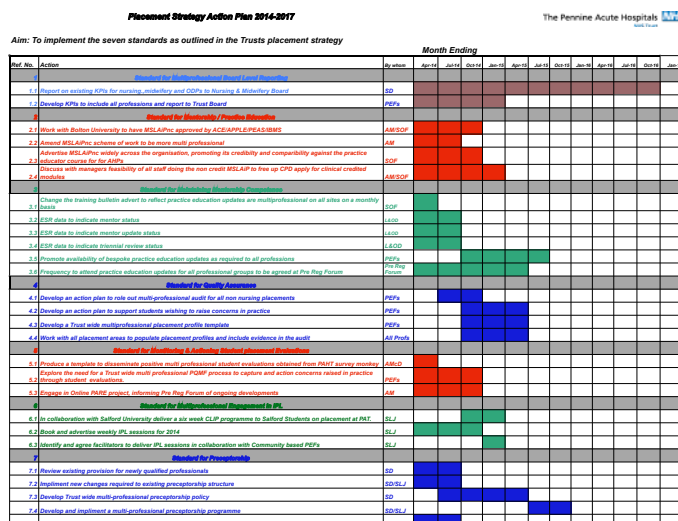 Placement Strategy Action Plan 2014-2017
The Pennine Acute Hospitals
Aim: To implement the seven standards as outlined in the Trusts placement strategy
Month Ending
Ref. No. Action By whom Apr-14 Jul-14 Oct-14 Jan-15 Apr-15 Jul-15 Oct-15 Jan-16 Apr-16 Jul-16 Oct-16 Jan-
1 Standard for Multiprofessional Board Level Reporting
1.1 Report on existing KPIs for nursing,,midwifery and ODPs to Nursing & Midwifery Board SD
1.2 Develop KPIs to include all professions and report to Trust Board PEFs
2 Standard for Mentorship / Practice Education
2.1 Work with Bolton University to have MSLAiPnc approved by ACE/APPLE/PEAS/IBMS AM/SOF
2.2 Amend MSLAiPnc scheme of work to be more multi professional AM
Advertise MSLAiPnc widely across the organisation, promoting its credibilty and comparibility against the practice
2.3 educator course for for AHPs SOF
Discuss with managers feasibility of all staff doing the non credit MSLAiP to free up CPD apply for clinical credited
2.4 modules AM/SOF
3 Standard for Maintaining Mentorship Competence
Change the training bulletin advert to reflect practice education updates are multiprofessional on all sites on a monthly
3.1 basis SOF
3.2 ESR data to indicate mentor status L&OD
3.3 ESR data to indicate mentor update status L&OD
3.4 ESR data to indicate triennial review status L&OD
3.5 Promote availability of bespoke practice education updates as required to all professions PEFs
3.6 Frequency to attend practice education updates for all professional groups to be agreed at Pre Reg Forum Pre Reg Forum
4 Standard for Quality Assurance
4.1 Develop an action plan to role out multi-professional audit for all non nursing placements PEFs
4.2 Develop an action plan to support students wishing to raise concerns in practice PEFs
4.3 Develop a Trust wide multiprofessional placement profile template PEFs
4.4 Work with all placement areas to populate placement profiles and include evidence in the audit All Profs
5 Standard for Monitoring & Actioning Student placement Evaluations
5.1 Produce a template to disseminate positive multi professional student evaluations obtained from PAHT survey monkey AMcD
Explore the need for a Trust wide multi professional PQMF process to capture and action concerns raised in practice
5.2 through student evaluations. PEFs
5.3 Engage in Online PARE project, informing Pre Reg Forum of ongoing developments AM
6 Standard for Multiprofessional Engagement in IPL
6.1 In collaboration with Salford University deliver a six week CLIP programme to Salford Students on placement at PAT. SLJ
6.2 Book and advertise weekly IPL sessions for 2014 SLJ
6.3 Identify and agree facilitators to deliver IPL sessions in collaboration with Community based PEFs SLJ
7 Standard for Preceptorship
7.1 Review existing provision for newly qualified professionals SD
7.2 Impliment new changes required to existing preceptorship structure SD/SLJ
7.3 Develop Trust wide multi-professional preceptorship policy SD
7.4 Develop and impliment a multi-professional preceptorship programme SD/SLJ